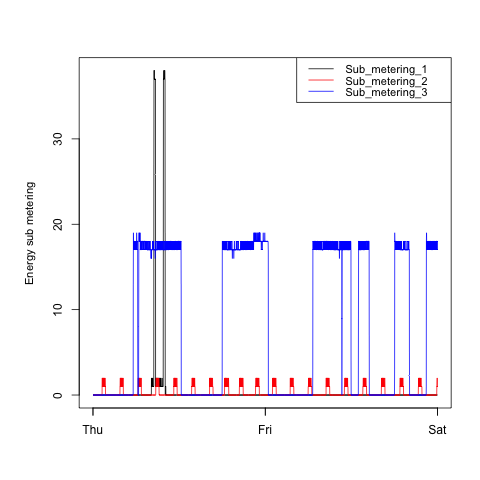 Sub_metering_1
Sub_metering_2
Sub_metering_3
Energy sub metering
30
20
10
0
Thu
Fri
Sat